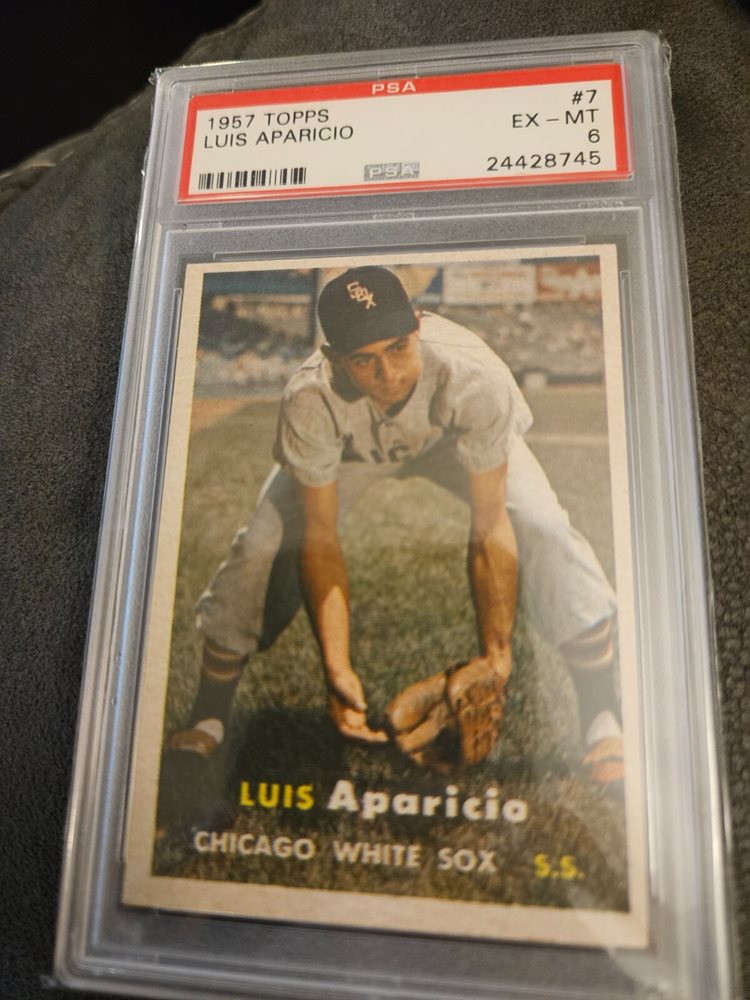 PSA
1957 TOPPS #7
LUIS APARICIO EX-MT
6
PSA 24428745
SOX
LUIS Aparicio
CHICAGO WHITE SOX S.S.